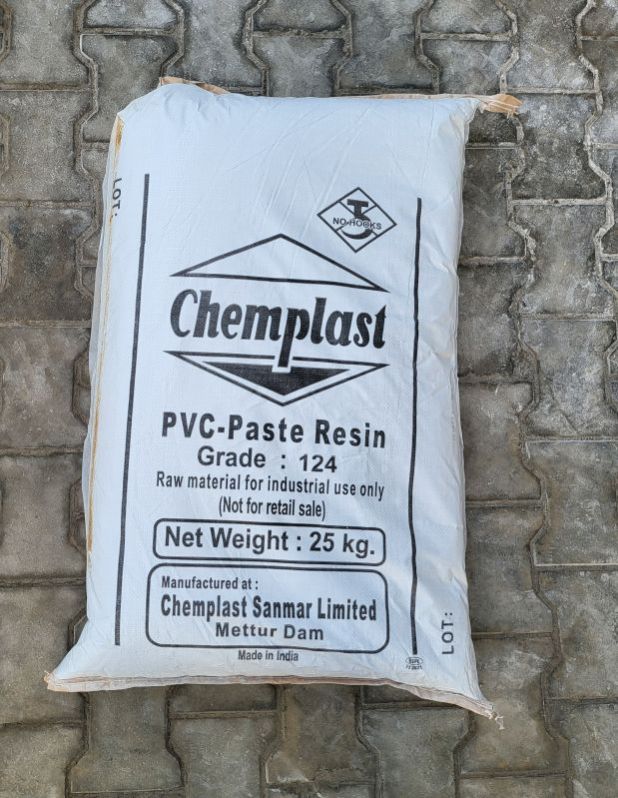 LOT:
NO-HOOKS
Chemplast
PVC-Paste Resin
Grade : 124
Raw material for industrial use only
(Not for retail sale)
Net Weight : 25 kg.
Manufactured at :
Chemplast Sanmar Limited
Mettur Dam
Made in India
LOT: